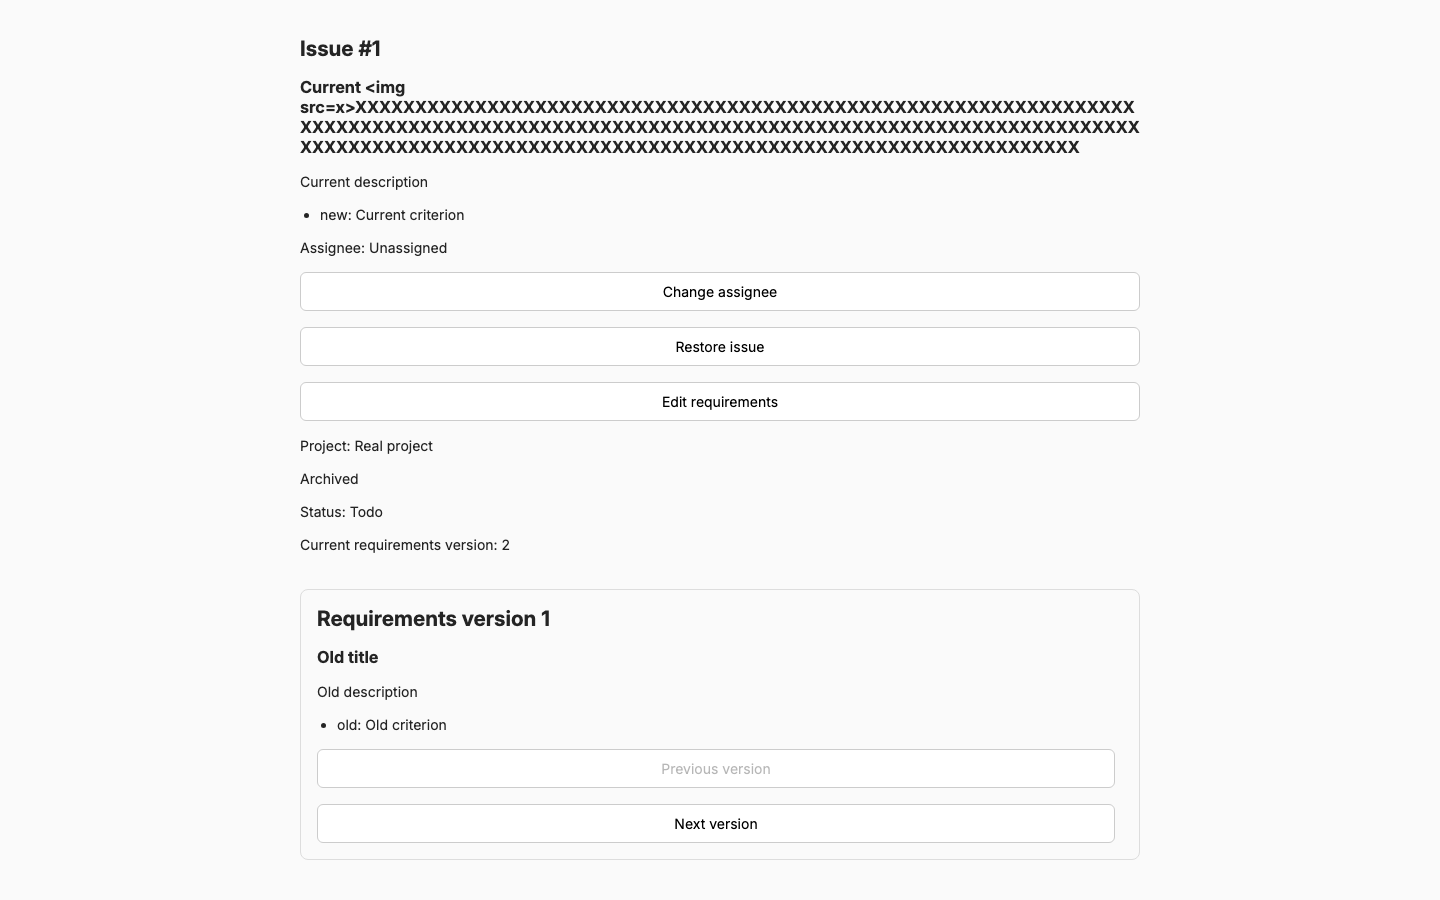 Issue #1
Current <img
src=x>XXXXXXXXXXXXXXXXXXXXXXXXXXXXXXXXXXXXXXXXXXXXXXXXXXXXXXXXXXXXXXXXX
XXXXXXXXXXXXXXXXXXXXXXXXXXXXXXXXXXXXXXXXXXXXXXXXXXXXXXXXXXXXXXXXXXXXXX
XXXXXXXXXXXXXXXXXXXXXXXXXXXXXXXXXXXXXXXXXXXXXXXXXXXXXXXXXXXXXXXXX
Current description
• new: Current criterion
Assignee: Unassigned
Change assignee
Restore issue
Edit requirements
Project: Real project
Archived
Status: Todo
Current requirements version: 2
Requirements version 1
Old title
Old description
• old: Old criterion
Previous version
Next version